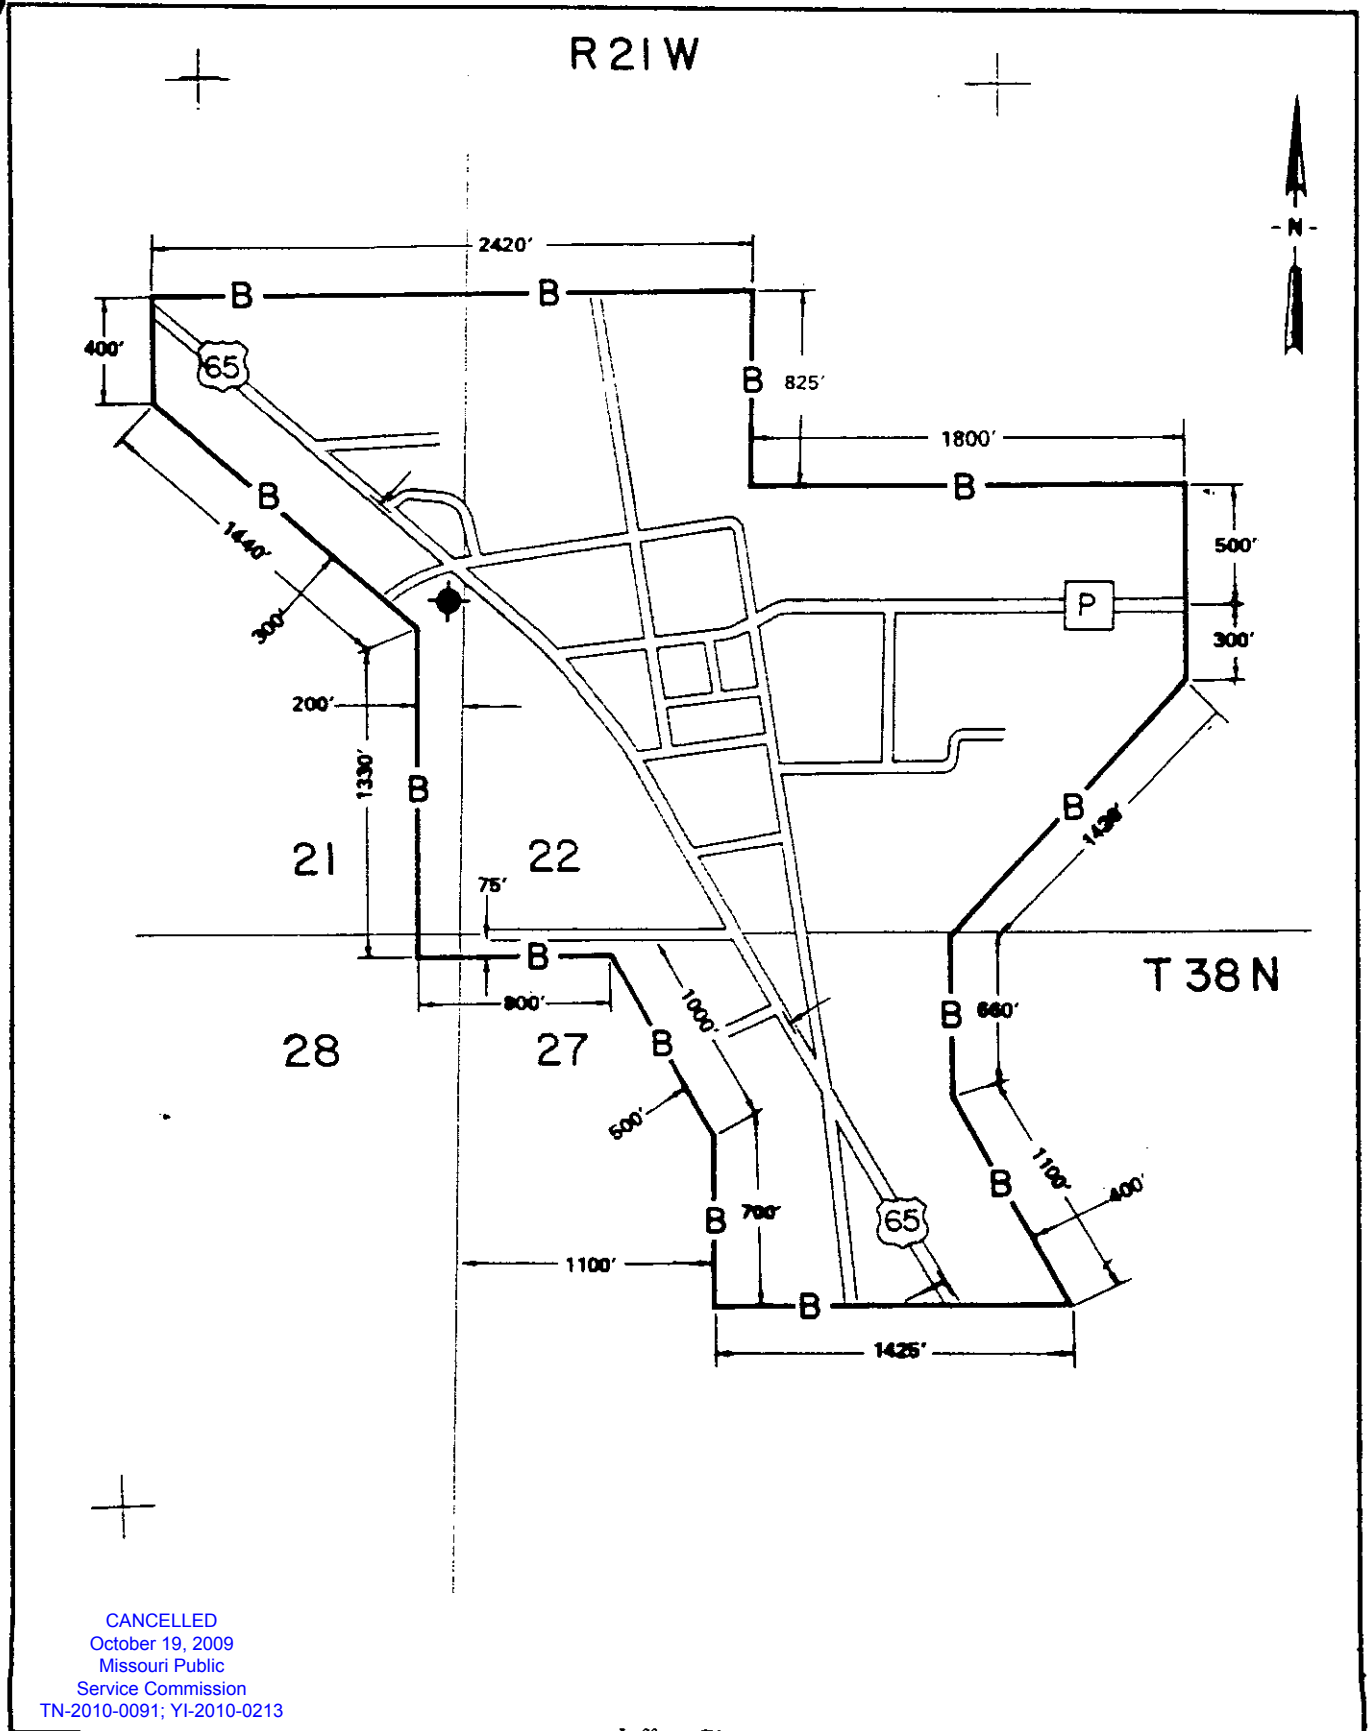 R 21 W
- N -
2420'
B B
400'
65
B 825'
1800'
B
B
1440'
500'
P
300'
300'
200'
1330'
B
B
21 22
75'
B
T 38 N
800'
1000'
B 660'
28 27
B
500'
1100'
B
400'
B 700'
65
1100'
B
1425'
CANCELLED
October 19, 2009
Missouri Public
Service Commission
TN-2010-0091; YI-2010-0213